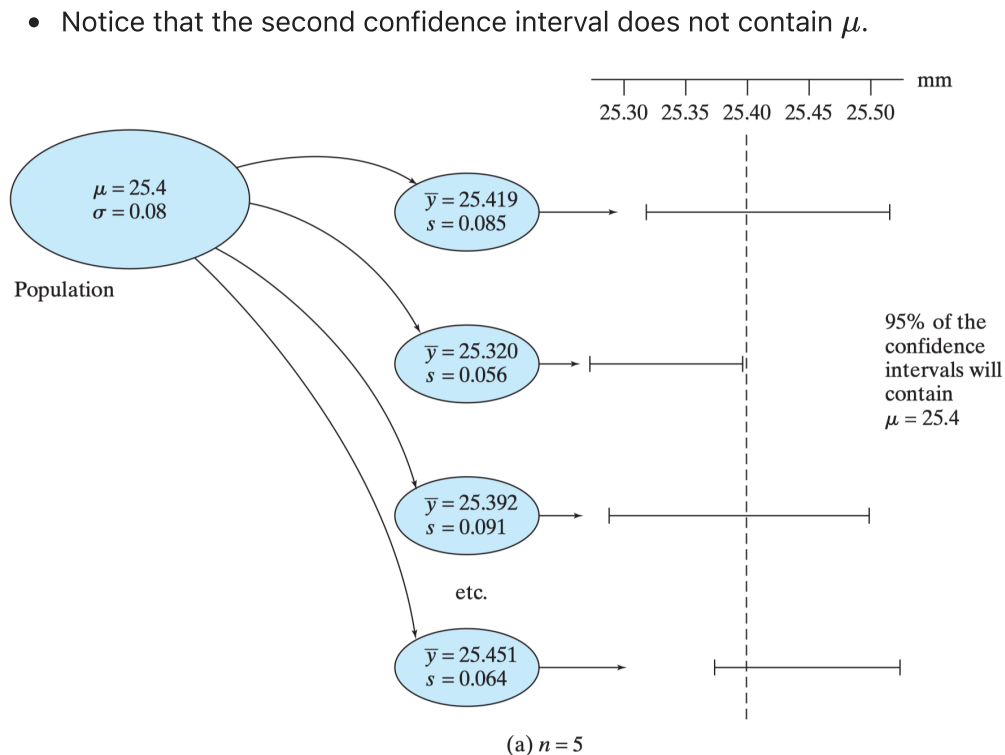 • Notice that the second confidence interval does not contain μ.
mm
25.30 25.35 25.40 25.45 25.50
μ = 25.4
σ = 0.08
Population
y̅ = 25.419
s = 0.085
y̅ = 25.320
s = 0.056
95% of the
confidence
intervals will
contain
μ = 25.4
y̅ = 25.392
s = 0.091
etc.
y̅ = 25.451
s = 0.064
(a) n = 5